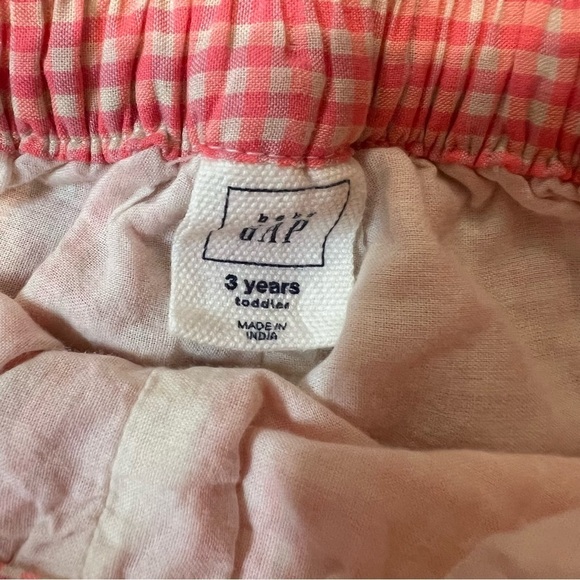 baby
GAP
3 years
toddler
MADE IN
INDIA